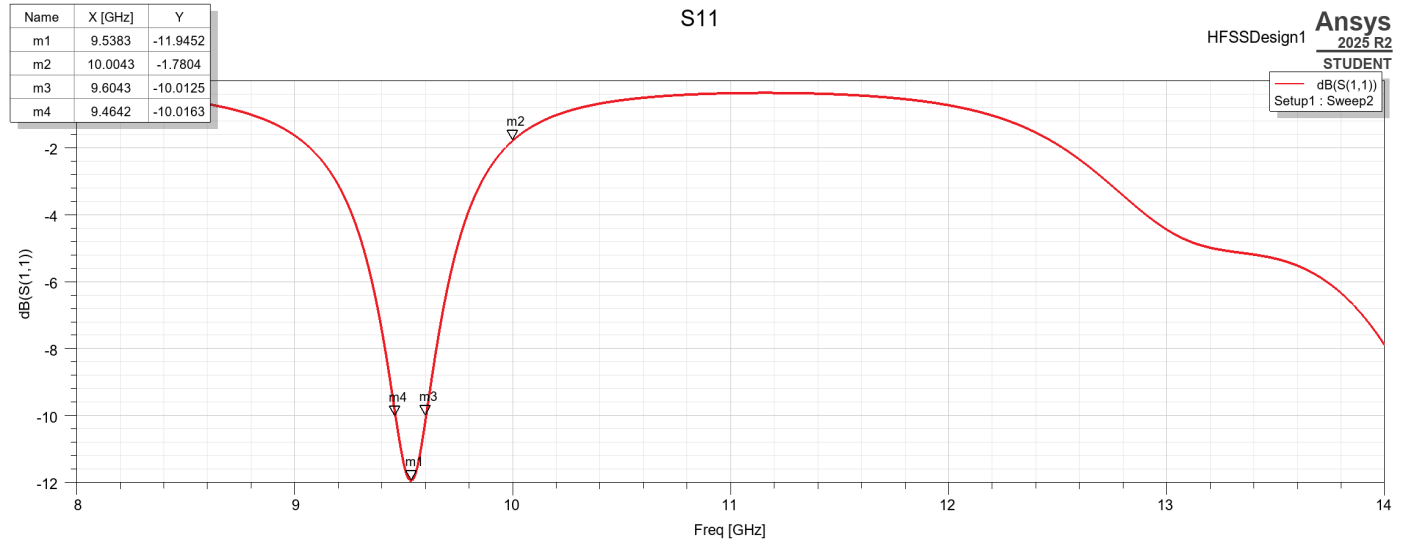 S11
Name X [GHz] Y
m1 9.5383 -11.9452
m2 10.0043 -1.7804
m3 9.6043 -10.0125
m4 9.4642 -10.0163
HFSSDesign1
Ansys
2025 R2
STUDENT
dB(S(1,1))
Setup1 : Sweep2
m2
m4
m3
m1
dB(S(1,1))
-2
-4
-6
-8
-10
-12
8 9 10 11 12 13 14
Freq [GHz]